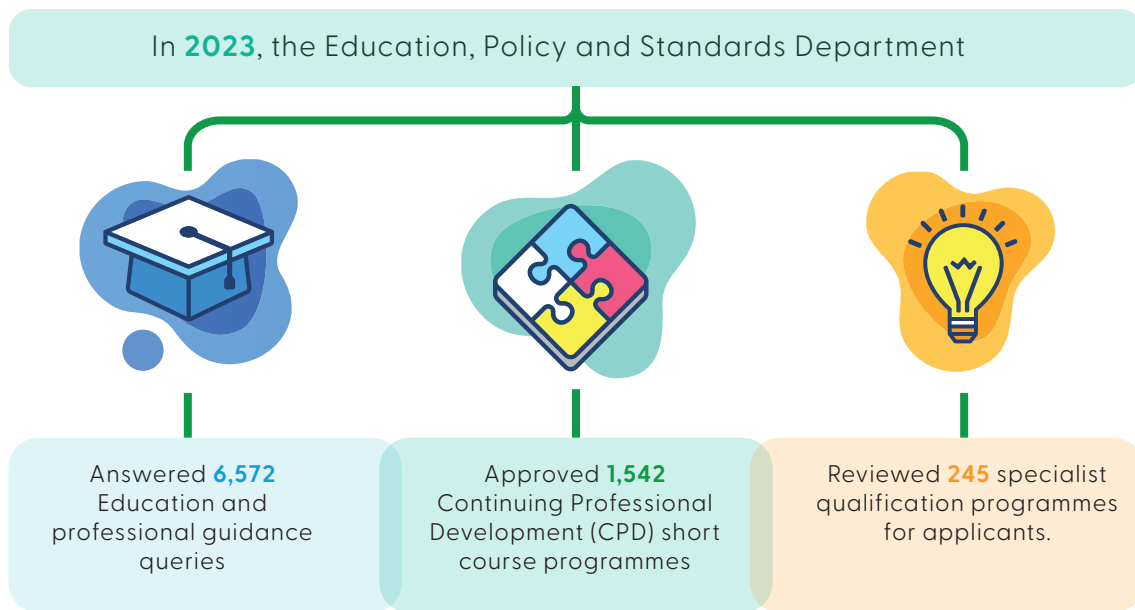 In 2023, the Education, Policy and Standards Department
Answered 6,572
Education and
professional guidance
queries
Approved 1,542
Continuing Professional
Development (CPD) short
course programmes
Reviewed 245 specialist
qualification programmes
for applicants.